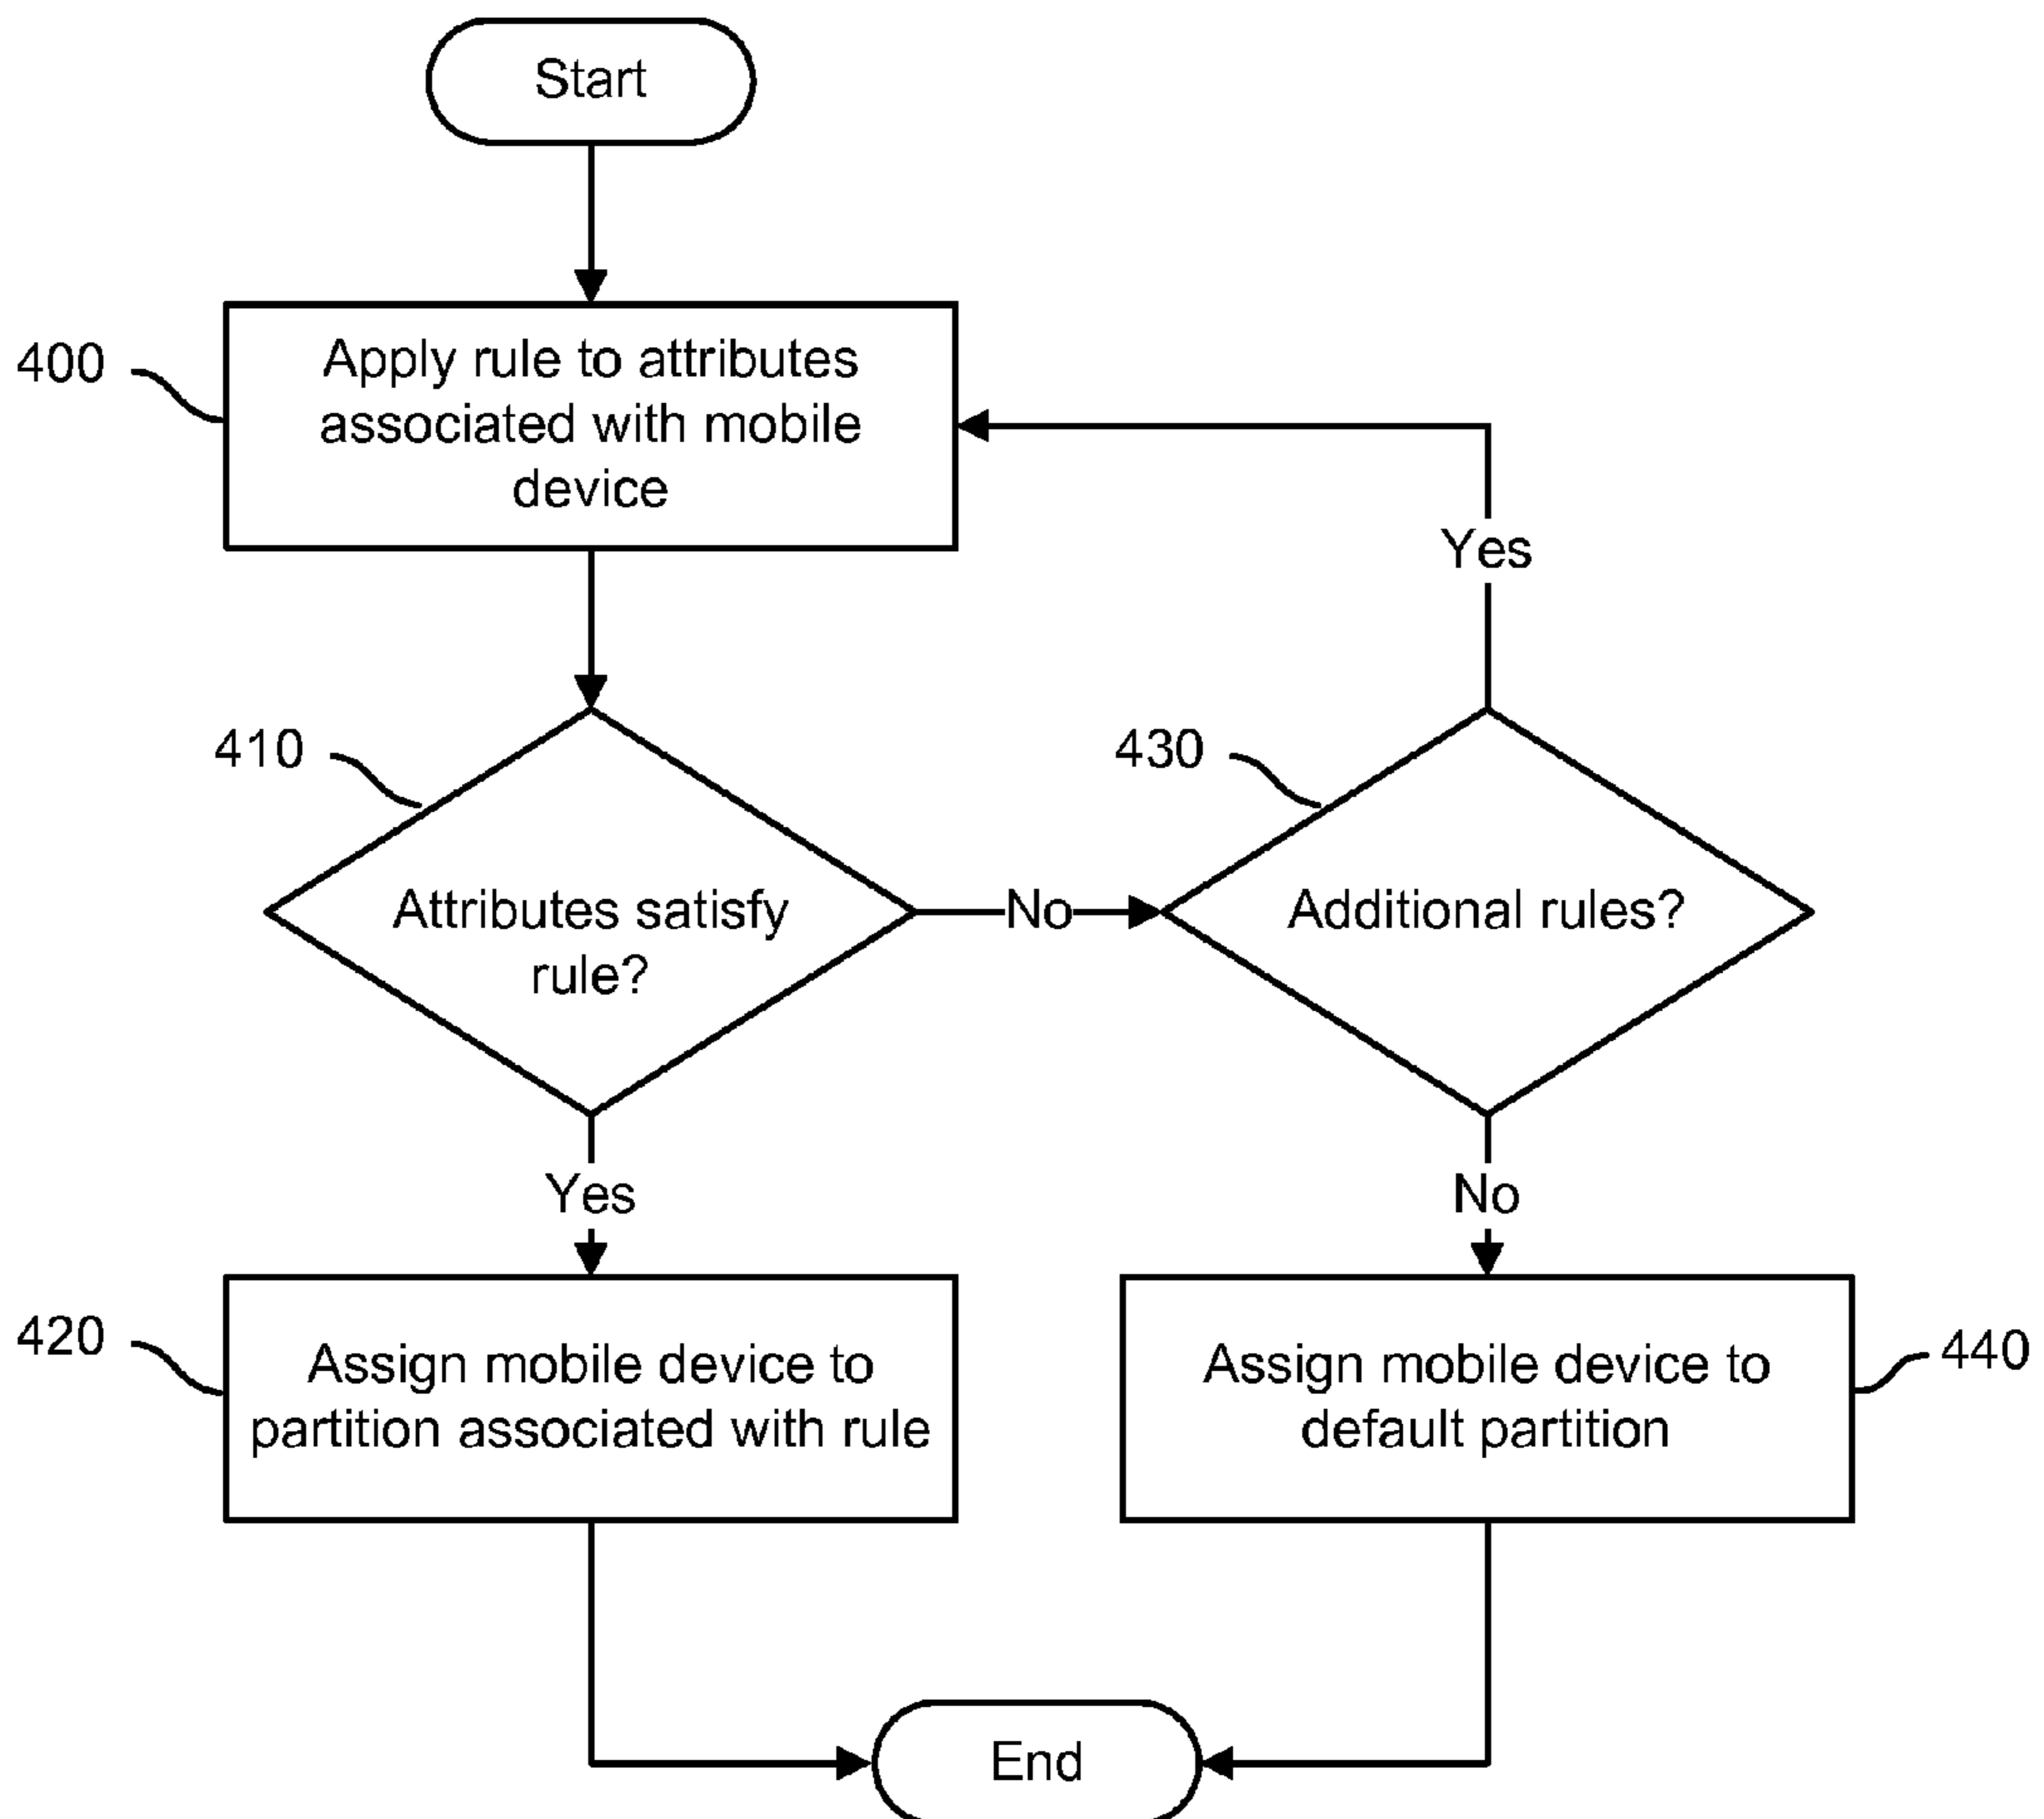 Start
400
Apply rule to attributes
associated with mobile
device
Yes
410
430
Attributes satisfy
rule?
No
Additional rules?
Yes
No
420
Assign mobile device to
partition associated with rule
Assign mobile device to
default partition
440
End